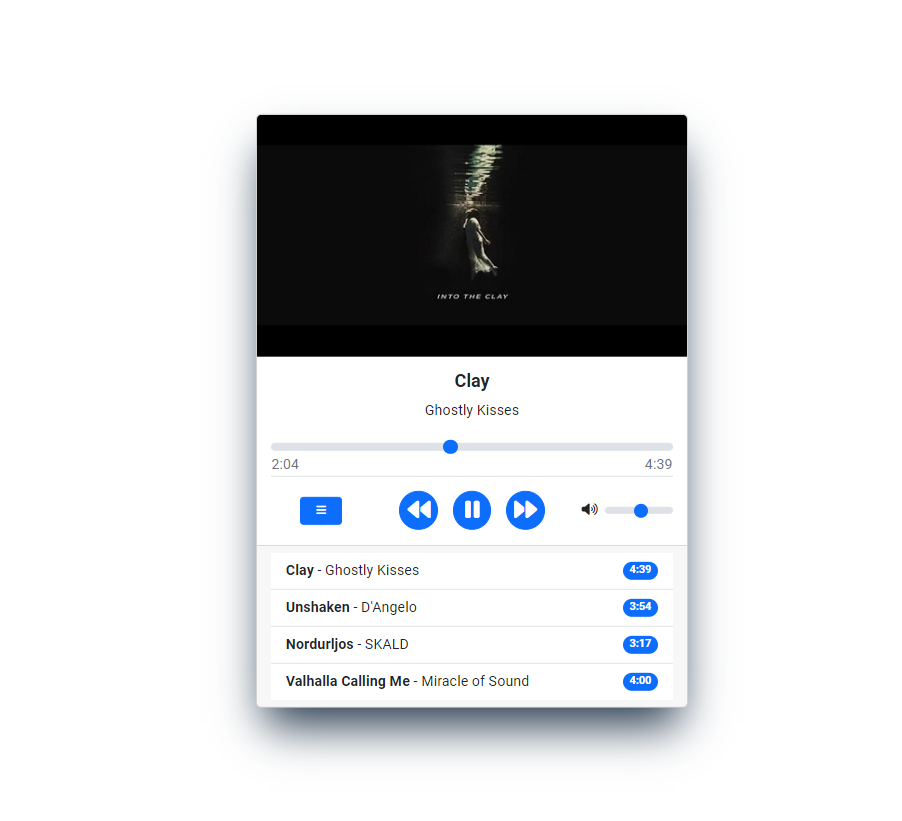 INTO THE CLAY
Clay
Ghostly Kisses
2:04 4:39
Clay - Ghostly Kisses 4:39
Unshaken - D'Angelo 3:54
Nordurljos - SKALD 3:17
Valhalla Calling Me - Miracle of Sound 4:00